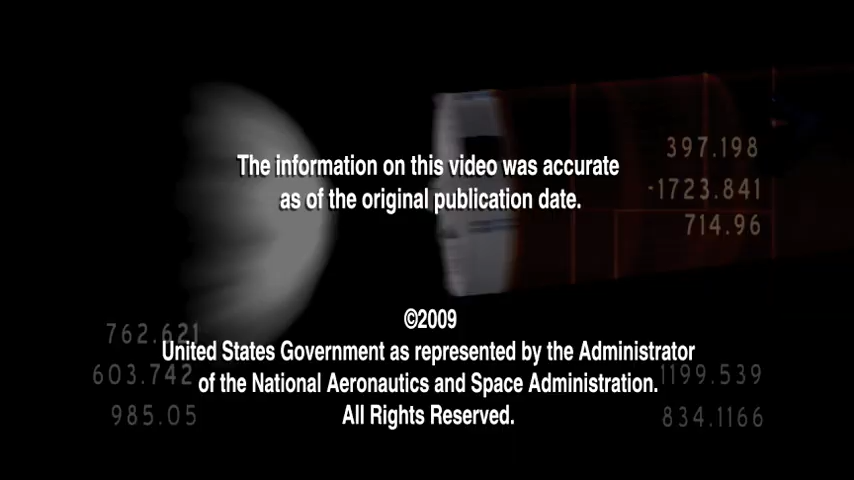 The information on this video was accurate
as of the original publication date.
397.198
-1723.841
714.96
©2009
762.621
United States Government as represented by the Administrator
603.742
of the National Aeronautics and Space Administration.
1199.539
985.05
All Rights Reserved.
834.1166